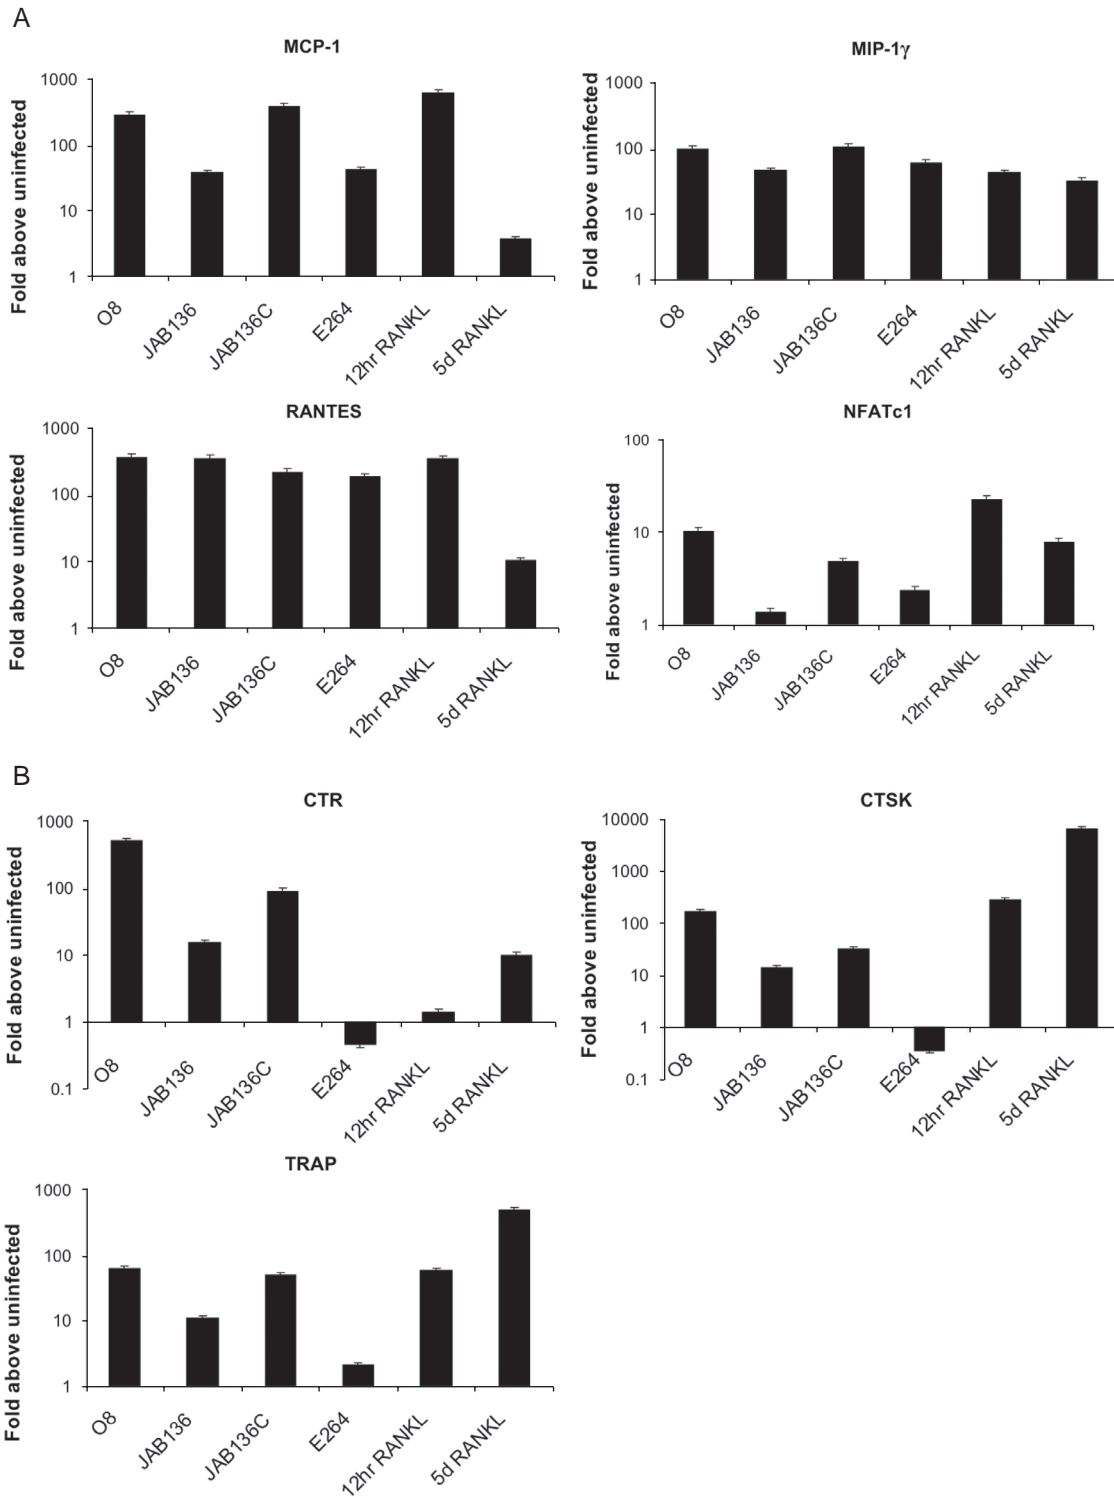 A
MCP-1
Fold above uninfected
1000
100
10
1
O8
JAB136
JAB136C
E264
12hr RANKL
5d RANKL
MIP-1γ
Fold above uninfected
1000
100
10
1
O8
JAB136
JAB136C
E264
12hr RANKL
5d RANKL
RANTES
Fold above uninfected
1000
100
10
1
O8
JAB136
JAB136C
E264
12hr RANKL
5d RANKL
NFATc1
Fold above uninfected
100
10
1
O8
JAB136
JAB136C
E264
12hr RANKL
5d RANKL
B
CTR
Fold above uninfected
1000
100
10
1
0.1
O8
JAB136
JAB136C
E264
12hr RANKL
5d RANKL
CTSK
Fold above uninfected
10000
1000
100
10
1
0.1
O8
JAB136
JAB136C
E264
12hr RANKL
5d RANKL
TRAP
Fold above uninfected
1000
100
10
1
O8
JAB136
JAB136C
E264
12hr RANKL
5d RANKL